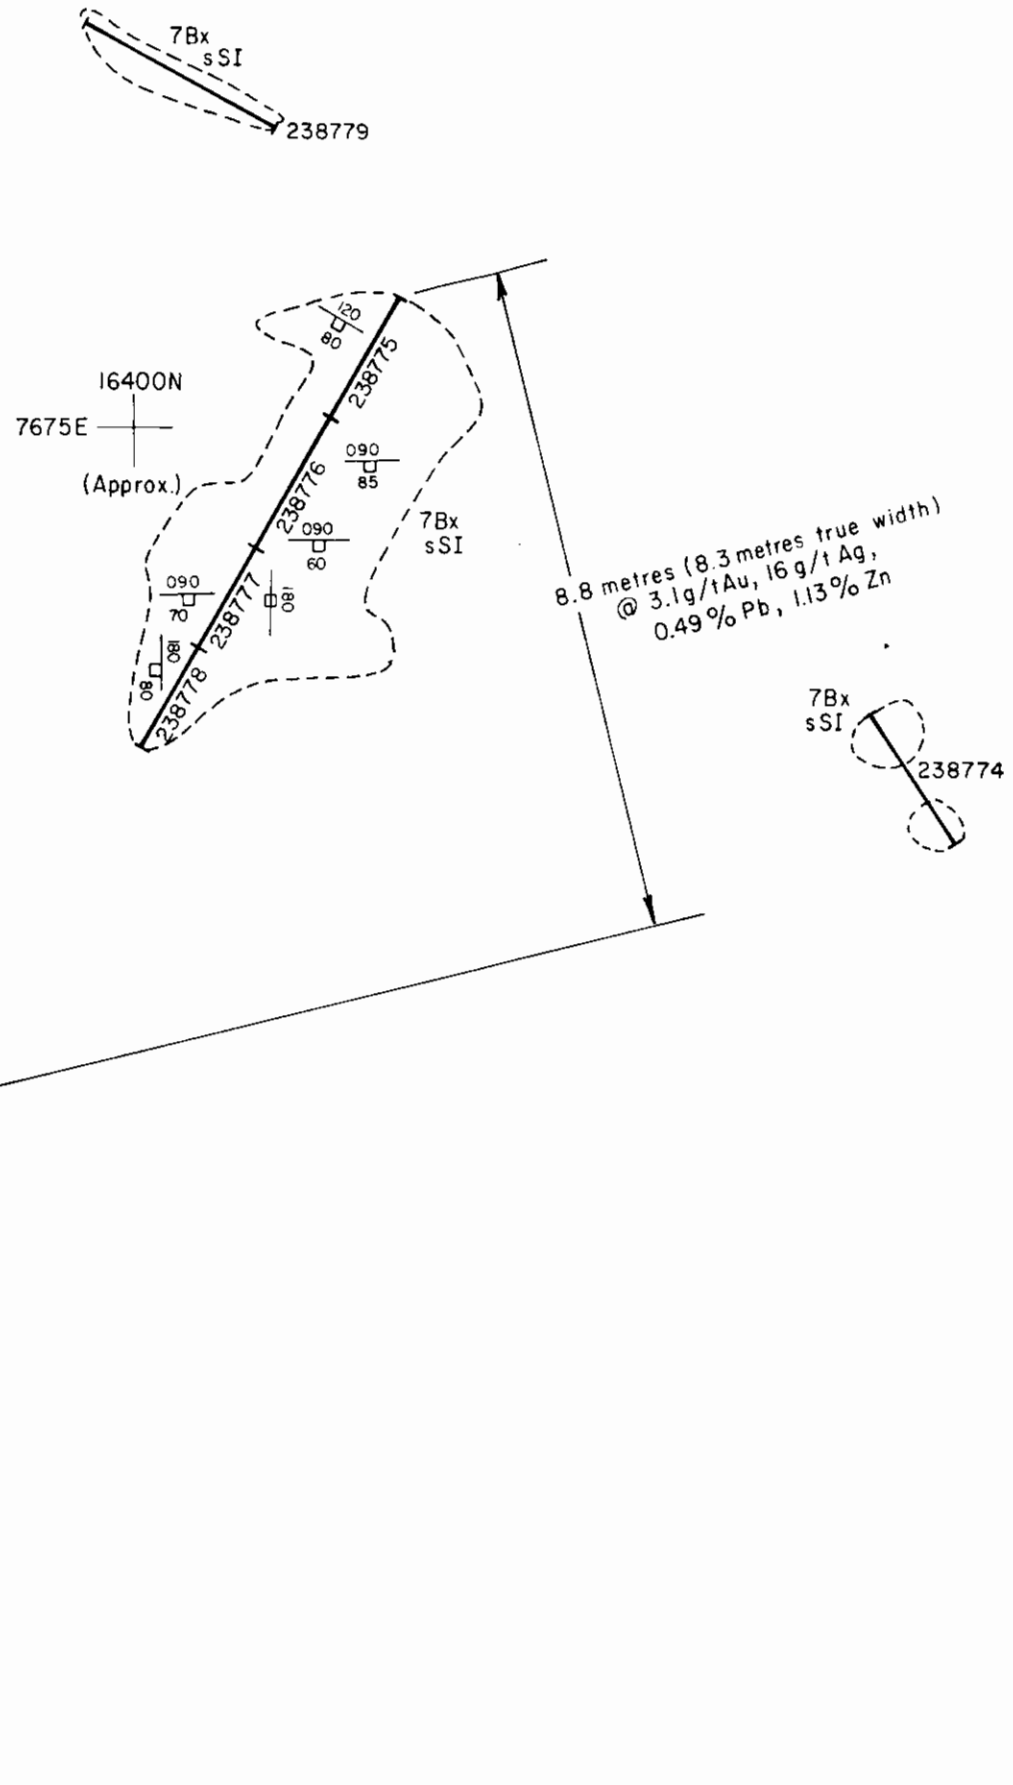 7Bx
sSI
238779
120
80
238775
16400N
7675E
(Approx.)
090
85
238776
7Bx
sSI
090
60
8.8 metres (8.3 metres true width)
@ 3.1g/tAu, 16g/t Ag,
0.49% Pb, 1.13% Zn
090
70
238777
180
180
80
238778
7Bx
sSI
238774